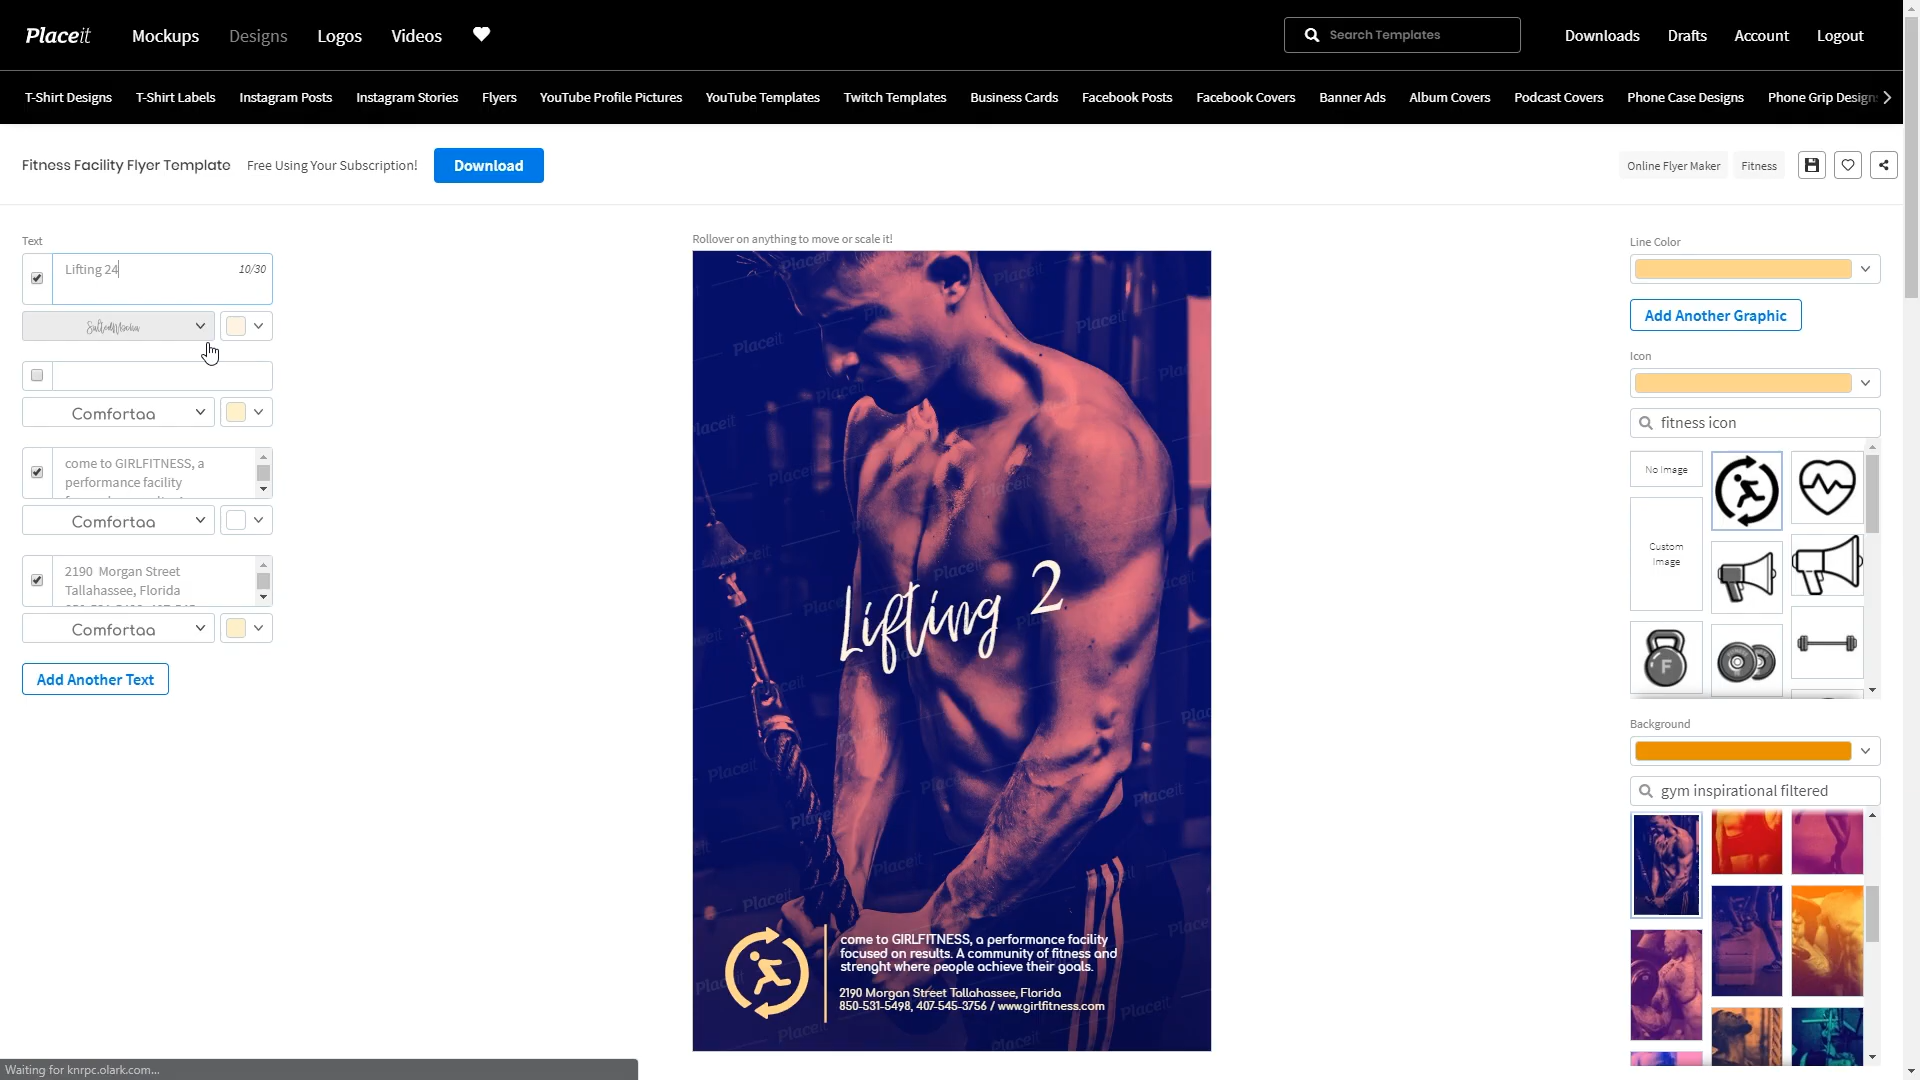 Placeit
Mockups
Designs
Logos
Videos
Search Templates
Downloads
Drafts
Account
Logout
T-Shirt Designs
T-Shirt Labels
Instagram Posts
Instagram Stories
Flyers
YouTube Profile Pictures
YouTube Templates
Twitch Templates
Business Cards
Facebook Posts
Facebook Covers
Banner Ads
Album Covers
Podcast Covers
Phone Case Designs
Phone Grip Designs
Fitness Facility Flyer Template
Free Using Your Subscription!
Download
Online Flyer Maker
Fitness
Text
Lifting 24
10/30
Comfortaa
come to GIRLFITNESS, a
performance facility
Comfortaa
2190 Morgan Street
Tallahassee, Florida
Comfortaa
Add Another Text
Rollover on anything to move or scale it!
Lifting 2
come to GIRLFITNESS, a performance facility
focused on results. A community of fitness and
strenght where people achieve their goals.
2190 Morgan Street Tallahassee, Florida
850-531-5498, 407-545-3756 / www.girlfitness.com
Line Color
Add Another Graphic
Icon
fitness icon
No Image
Custom
Image
F
Background
gym inspirational filtered
Waiting for knrpc.olark.com...